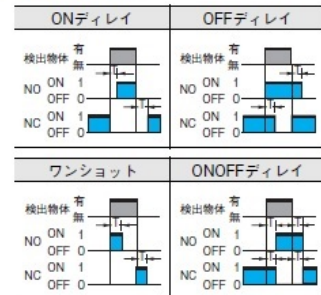 ONディレイ
検出物体 有
無
T
NO ON 1
OFF 0
T
NC ON 1
OFF 0
OFFディレイ
検出物体 有
無
T
NO ON 1
OFF 0
T
NC ON 1
OFF 0
ワンショット
検出物体 有
無
T
NO ON 1
OFF 0
T
NC ON 1
OFF 0
ONOFFディレイ
検出物体 有
無
T T
NO ON 1
OFF 0
T T
NC ON 1
OFF 0